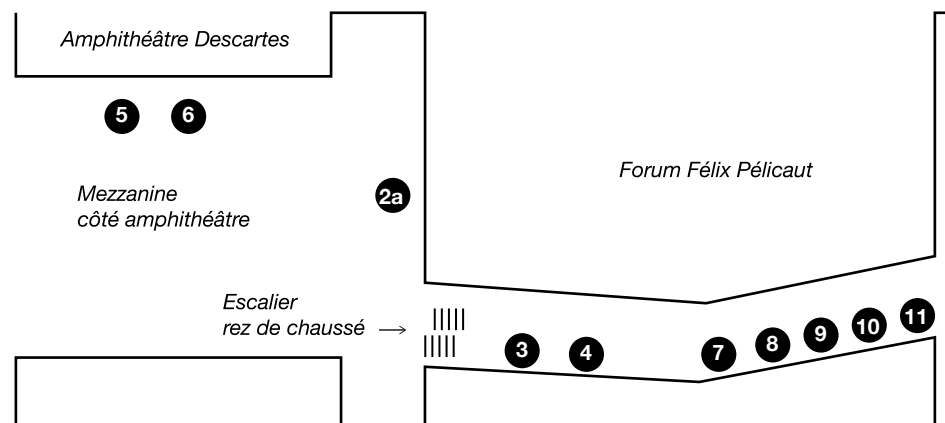 Amphithéâtre Descartes
5 6
Forum Félix Pélicaut
Mezzanine
côté amphithéâtre
2a
Escalier
rez de chaussé
3 4 7 8 9 10 11